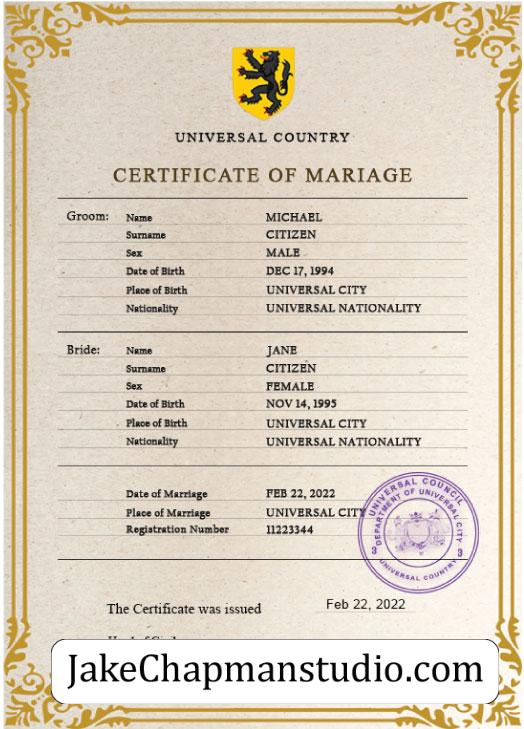 UNIVERSAL COUNTRY
CERTIFICATE OF MARIAGE
Groom: Name MICHAEL
Surname CITIZEN
Sex MALE
Date of Birth DEC 17, 1994
Place of Birth UNIVERSAL CITY
Nationality UNIVERSAL NATIONALITY
Bride: Name JANE
Surname CITIZEN
Sex FEMALE
Date of Birth NOV 14, 1995
Place of Birth UNIVERSAL CITY
Nationality UNIVERSAL NATIONALITY
Date of Marriage FEB 22, 2022
Place of Marriage UNIVERSAL CITY
Registration Number 11223344
UNIVERSAL COUNCIL
DEPARTMENT OF UNIVERSAL CITY
3 3
UNIVERSAL COUNTRY
The Certificate was issued Feb 22, 2022
JakeChapmanstudio.com